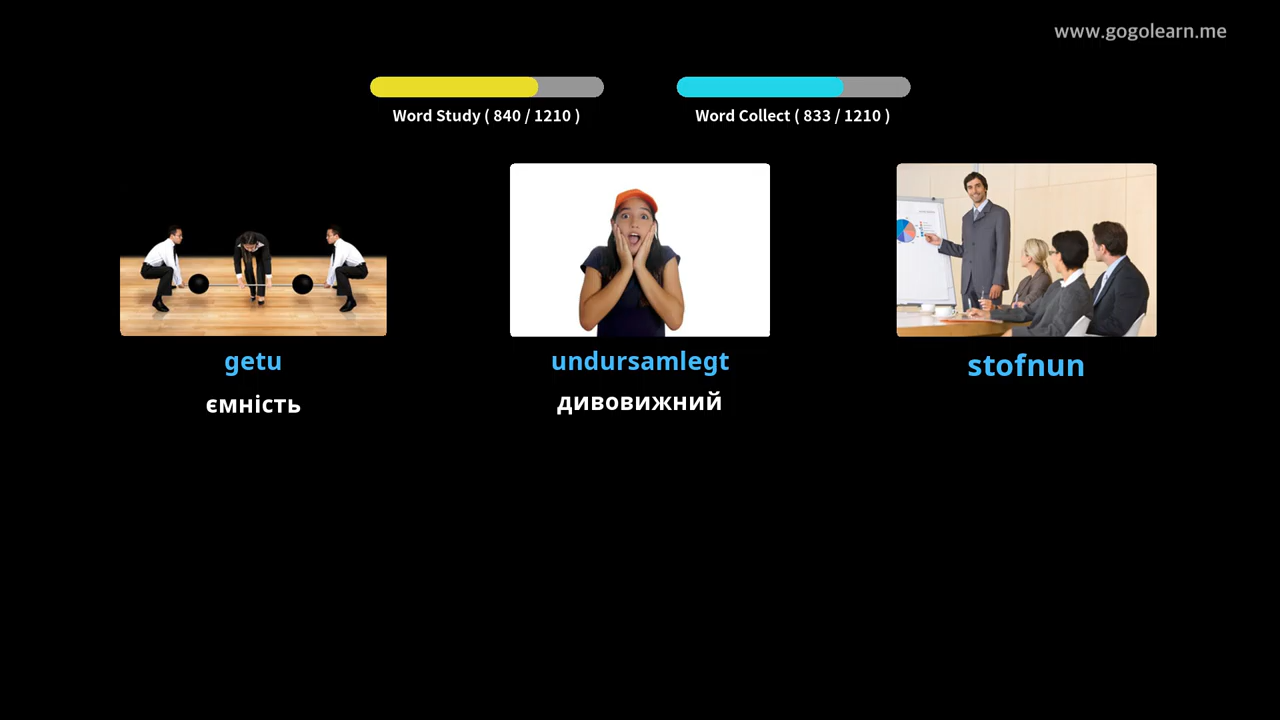 www.gogolearn.me
Word Study ( 840 / 1210 )
Word Collect ( 833 / 1210 )
getu
undursamlegt
stofnun
ємність
дивовижний